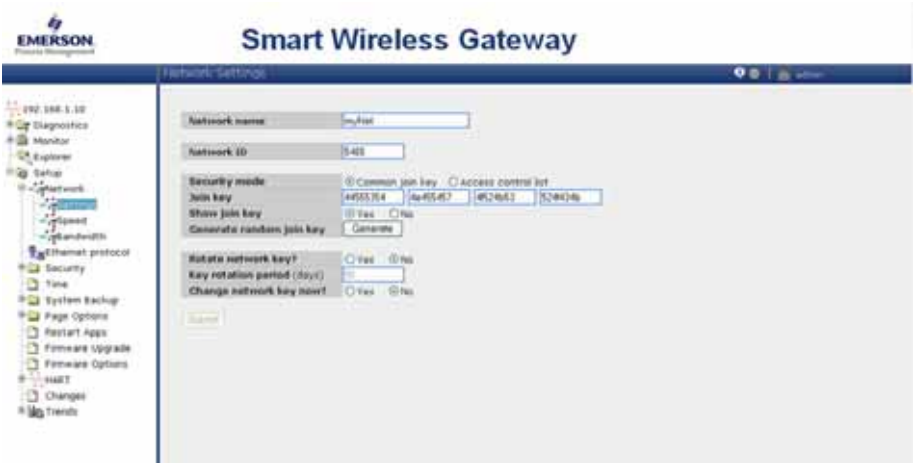 EMERSON.
Process Management
Smart Wireless Gateway
Network Settings
admin
192.168.1.10
Diagnostics
Monitor
Explorer
Setup
Network
Settings
Speed
Bandwidth
Ethernet protocol
Security
Time
System Backup
Page Options
Restart Apps
Firmware Upgrade
Firmware Options
HART
Changes
Trends
Network name myNet
Network ID
Security mode Common join key Access control list
Join key
Show join key Yes No
Generate random join key Generate
Rotate network key? Yes No
Key rotation period (days)
Change network key now? Yes No
Submit